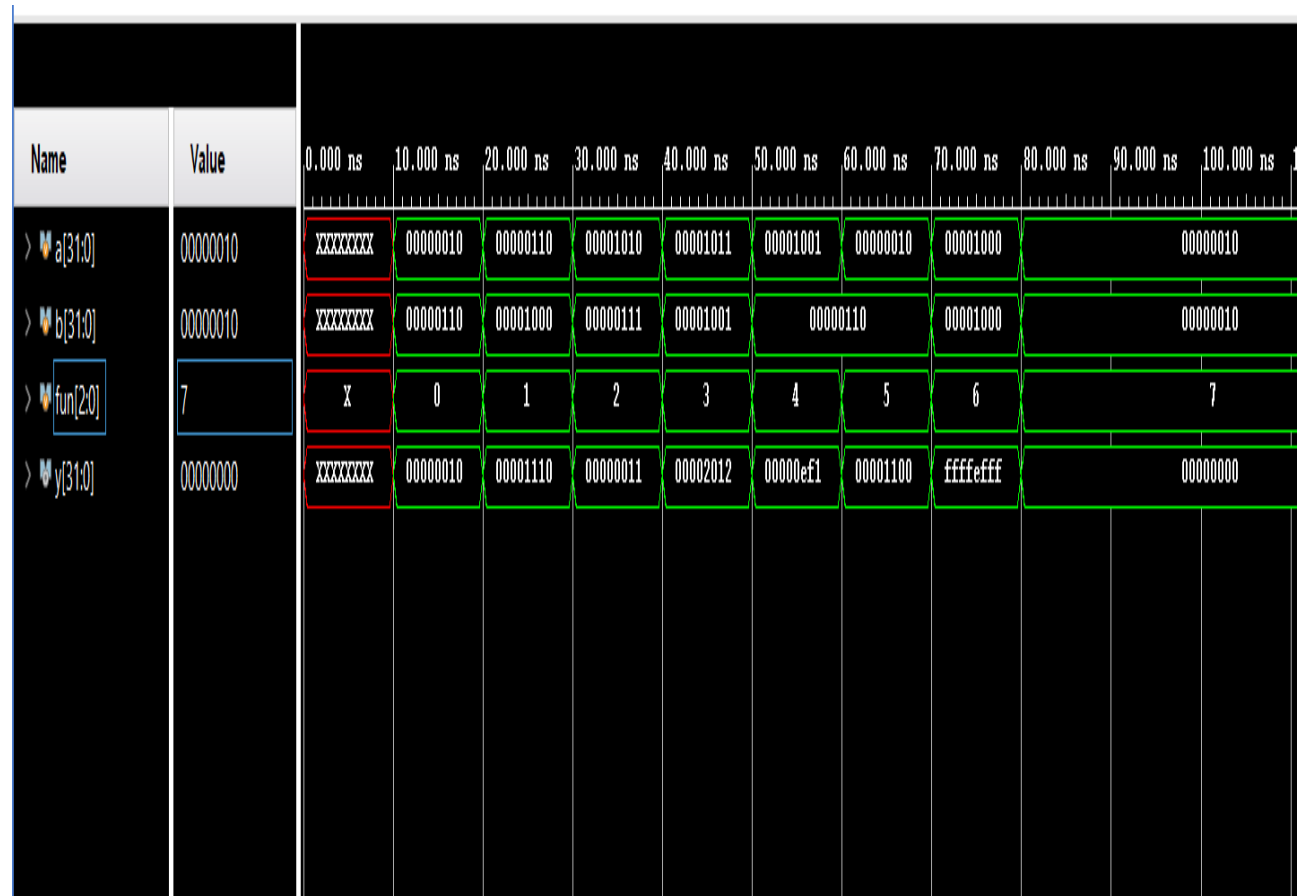 Name Value 0.000 ns 10.000 ns 20.000 ns 30.000 ns 40.000 ns 50.000 ns 60.000 ns 70.000 ns 80.000 ns 90.000 ns 100.000 ns
a[31:0] 00000010 XXXXXXXX 00000010 00000110 00001010 00001011 00001001 00000010 00001000 00000010
b[31:0] 00000010 XXXXXXXX 00000110 00001000 00000111 00001001 00000110 00001000 00000010
fun[2:0] 7 X 0 1 2 3 4 5 6 7
y[31:0] 00000000 XXXXXXXX 00000010 00001110 00000011 00002012 00000ef1 00001100 ffffefff 00000000